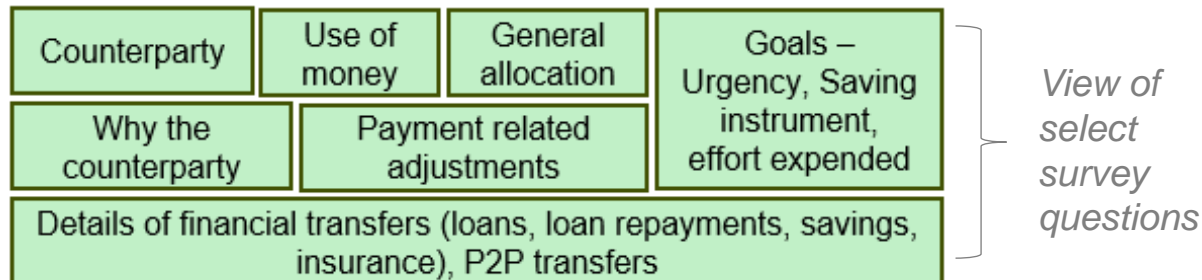 Counterparty
Use of
money
General
allocation
Goals –
Urgency, Saving
instrument,
effort expended
Why the
counterparty
Payment related
adjustments
Details of financial transfers (loans, loan repayments, savings,
insurance), P2P transfers
View of
select
survey
questions